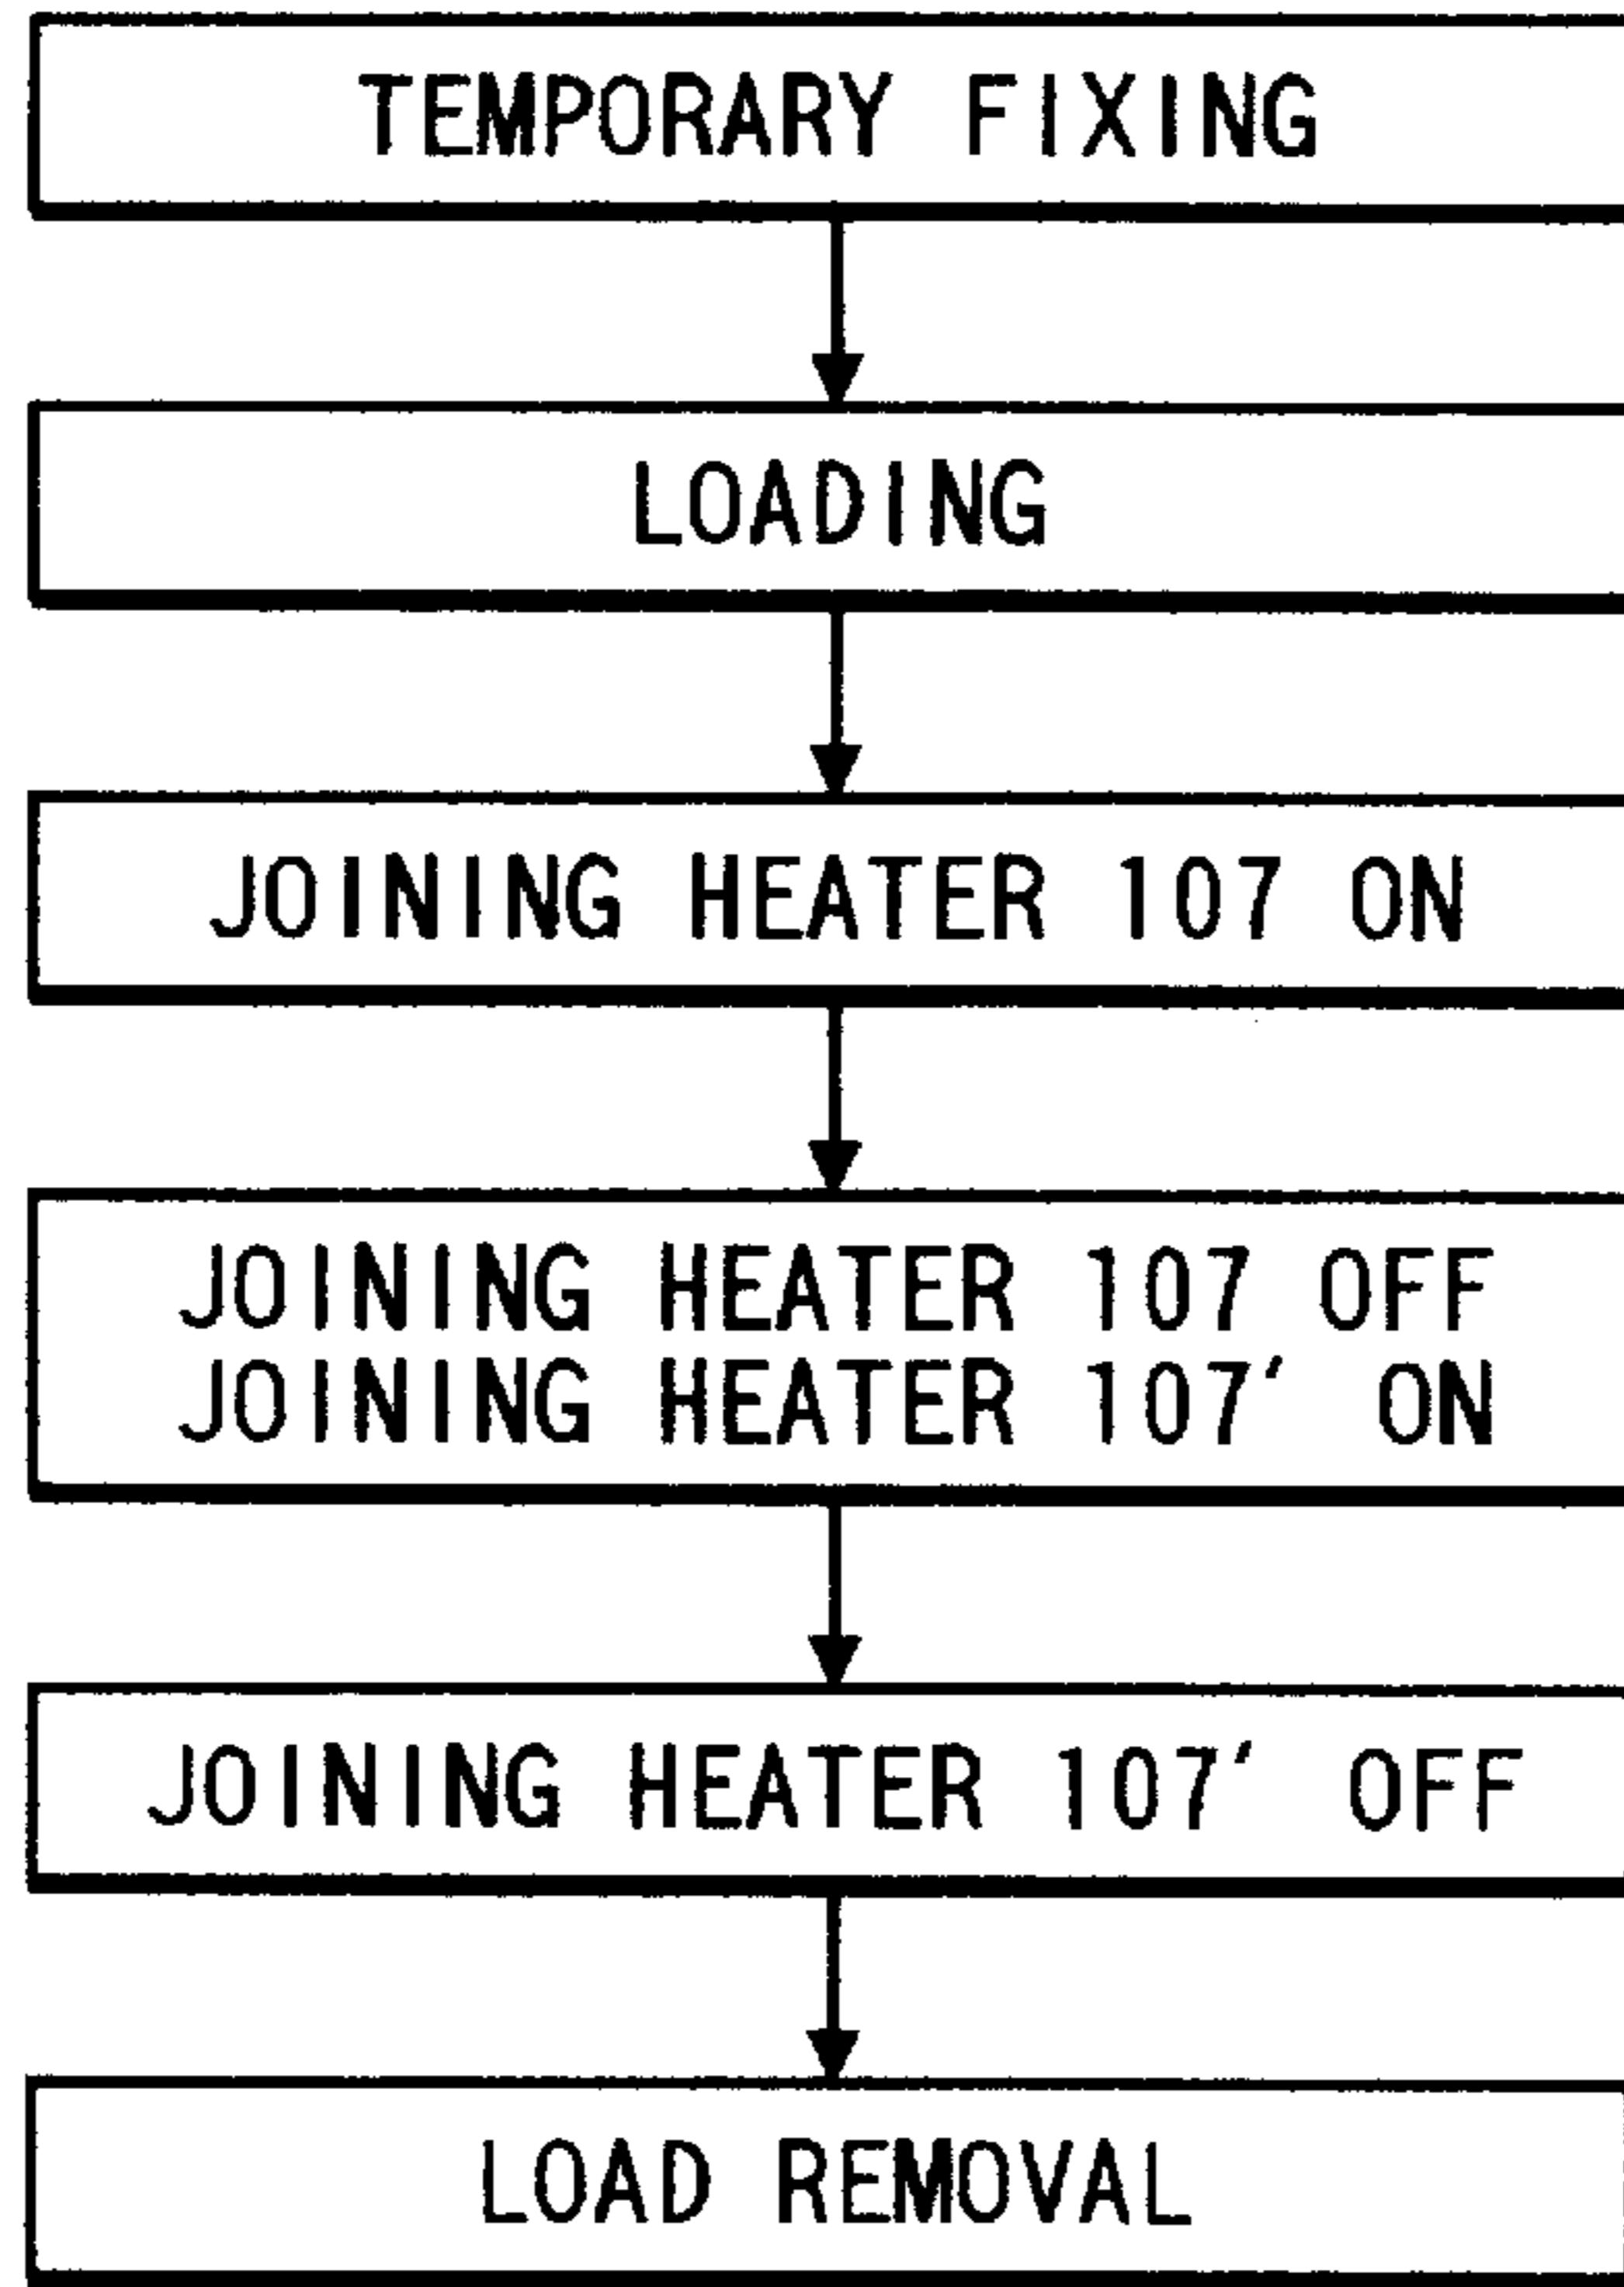 TEMPORARY FIXING
LOADING
JOINING HEATER 107 ON
JOINING HEATER 107 OFF
JOINING HEATER 107′ ON
JOINING HEATER 107′ OFF
LOAD REMOVAL